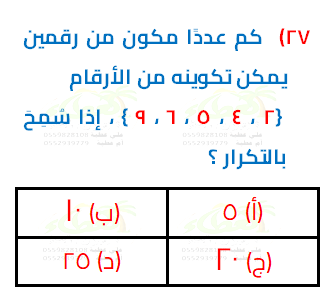 ٢٧) كم عددًا مكون من رقمين
يمكن تكوينه من الأرقام
{٢ ، ٤ ، ٥ ، ٦ ، ٩ } ، إذا سُمِحَ
بالتكرار ؟
(أ) ٥
(ب) ١٠
(ج) ٢٠
(د) ٢٥